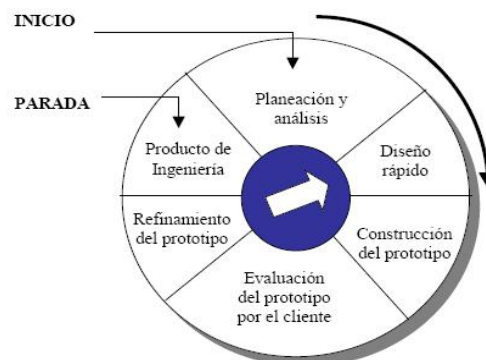 INICIO
PARADA
Planeación y
análisis
Diseño
rápido
Construcción
del prototipo
Evaluación
del prototipo
por el cliente
Refinamiento
del prototipo
Producto de
Ingeniería